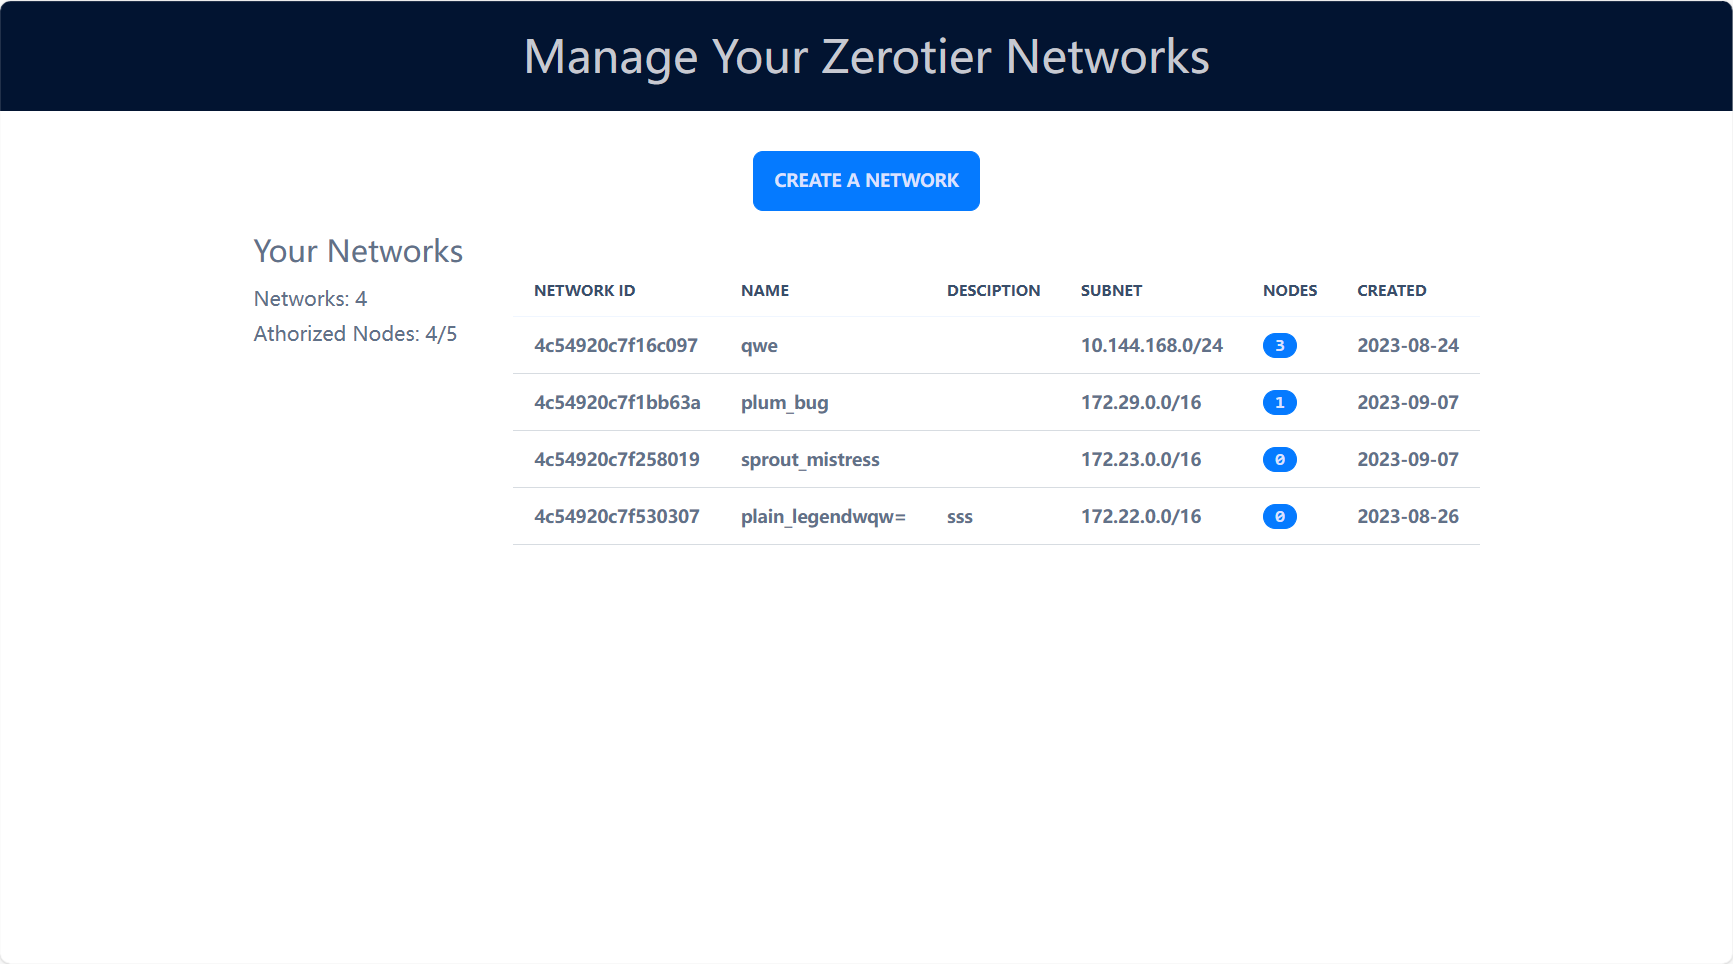 Manage Your Zerotier Networks
CREATE A NETWORK
Your Networks
Networks: 4
Athorized Nodes: 4/5
NETWORK ID NAME DESCIPTION SUBNET NODES CREATED
4c54920c7f16c097 qwe 10.144.168.0/24 3 2023-08-24
4c54920c7f1bb63a plum_bug 172.29.0.0/16 1 2023-09-07
4c54920c7f258019 sprout_mistress 172.23.0.0/16 0 2023-09-07
4c54920c7f530307 plain_legendwqw= sss 172.22.0.0/16 0 2023-08-26